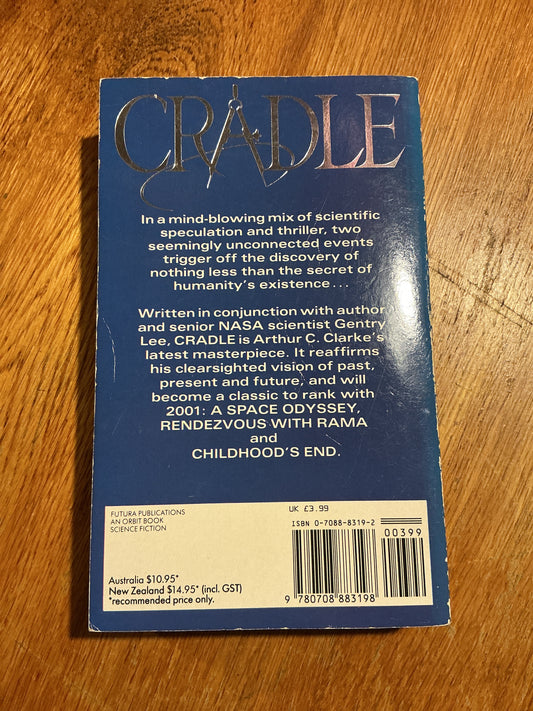 CRADLE
In a mind-blowing mix of scientific
speculation and thriller, two
seemingly unconnected events
trigger off the discovery of
nothing less than the secret of
humanity's existence...
Written in conjunction with author
and senior NASA scientist Gentry
Lee, CRADLE is Arthur C. Clarke's
latest masterpiece. It reaffirms
his clearsighted vision of past,
present and future, and will
become a classic to rank with
2001: A SPACE ODYSSEY,
RENDEZVOUS WITH RAMA
and
CHILDHOOD'S END.
FUTURA PUBLICATIONS
AN ORBIT BOOK
SCIENCE FICTION
Australia $10.95*
New Zealand $14.95* (incl. GST)
*recommended price only.
UK £3.99
ISBN 0-7088-8319-2
00399
9 780708 883198